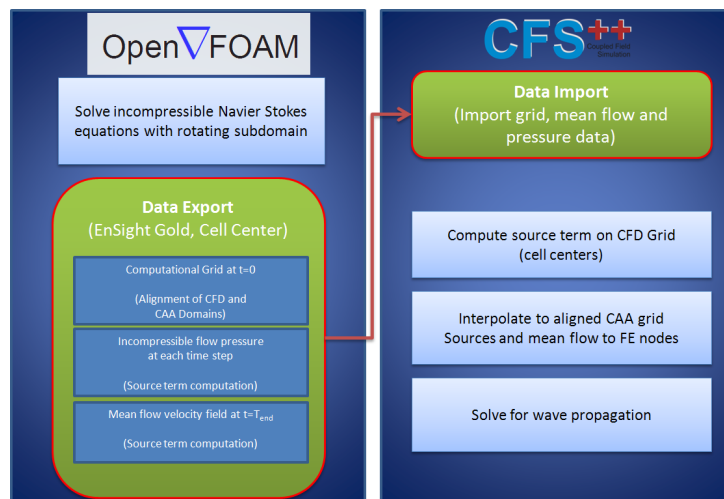 Open∇FOAM
Solve incompressible Navier Stokes
equations with rotating subdomain
Data Export
(EnSight Gold, Cell Center)
Computational Grid at t=0
(Alignment of CFD and
CAA Domains)
Incompressible flow pressure
at each time step
(Source term computation)
Mean flow velocity field at t=Tend
(Source term computation)
CFS++
Coupled Field
Simulation
Data Import
(Import grid, mean flow and
pressure data)
Compute source term on CFD Grid
(cell centers)
Interpolate to aligned CAA grid
Sources and mean flow to FE nodes
Solve for wave propagation